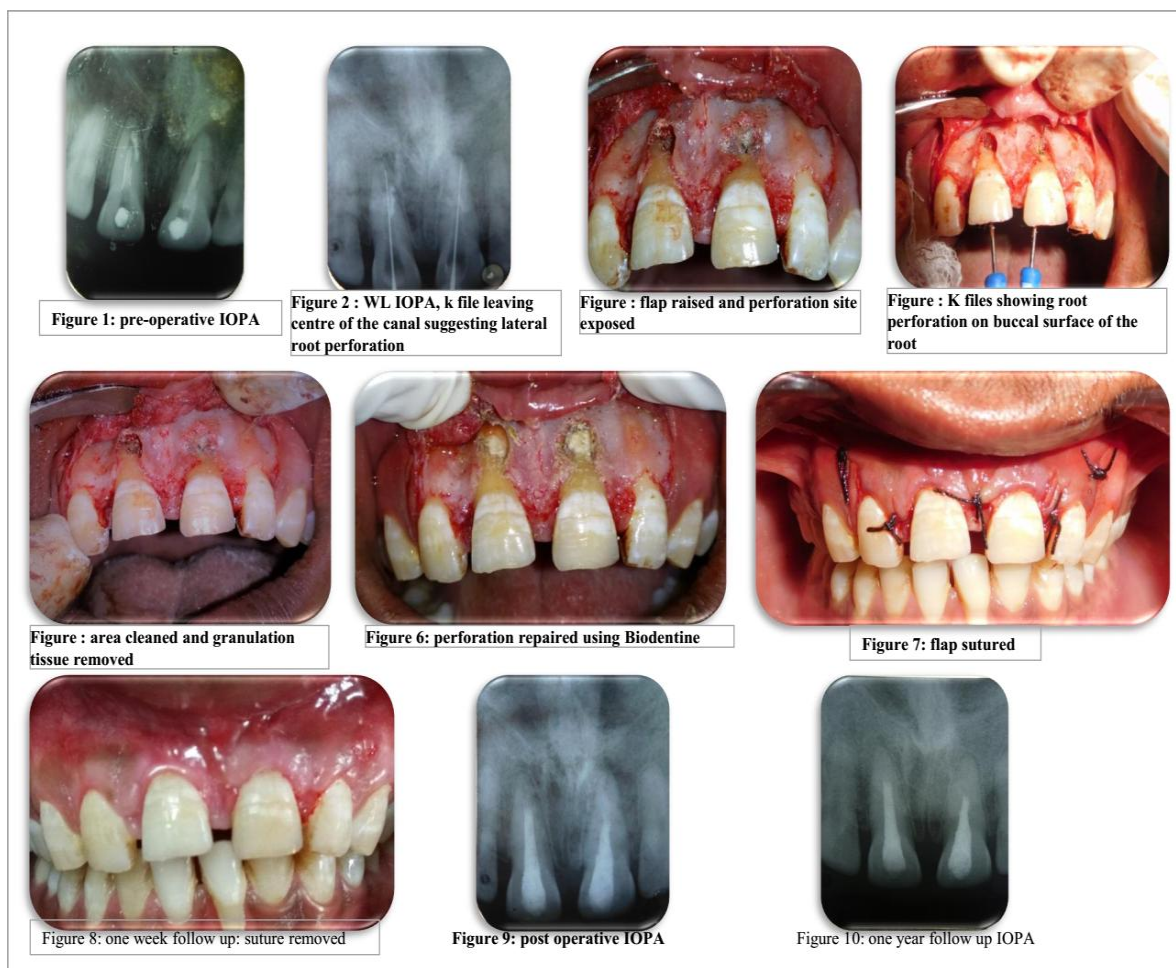 Figure 1: pre-operative IOPA
Figure 2 : WL IOPA, k file leaving
centre of the canal suggesting lateral
root perforation
Figure : flap raised and perforation site
exposed
Figure : K files showing root
perforation on buccal surface of the
root
Figure : area cleaned and granulation
tissue removed
Figure 6: perforation repaired using Biodentine
Figure 7: flap sutured
Figure 8: one week follow up: suture removed
Figure 9: post operative IOPA
Figure 10: one year follow up IOPA